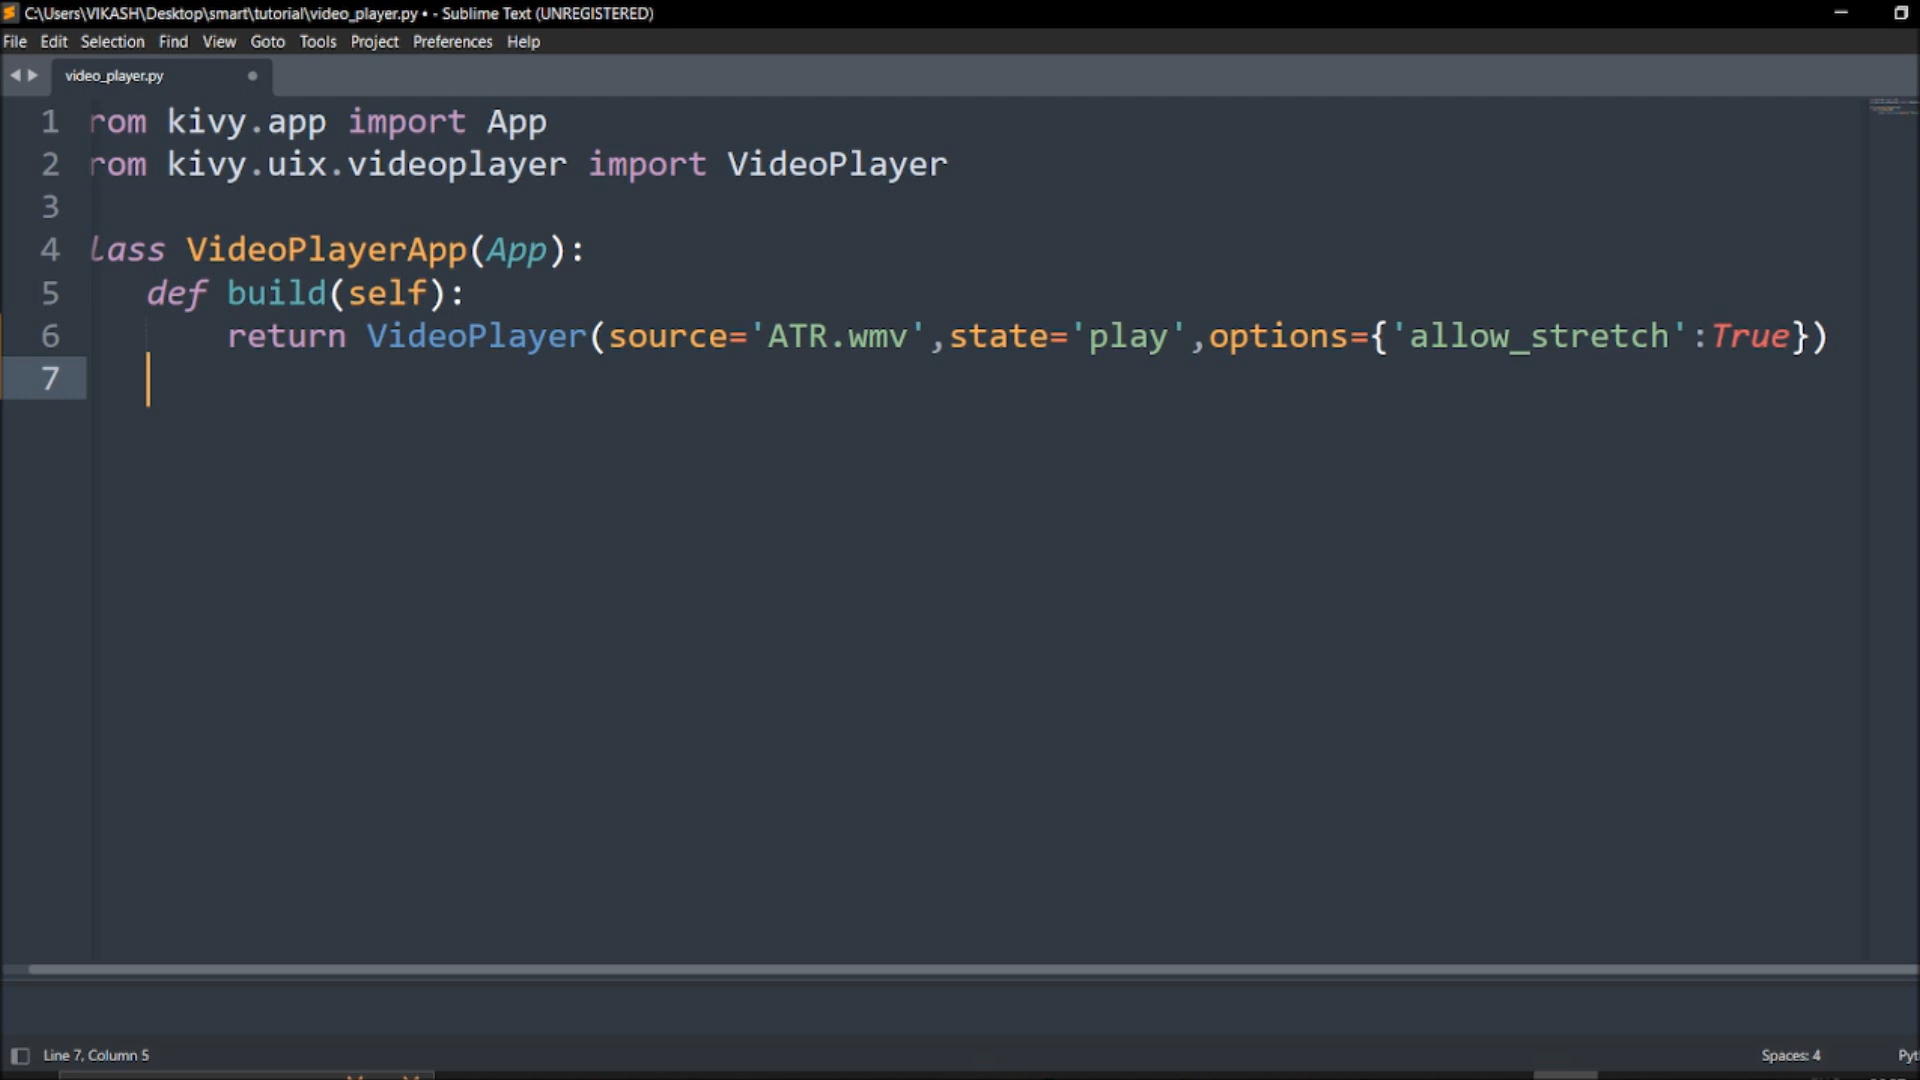 C:\Users\VIKASH\Desktop\smart\tutorial\video_player.py • - Sublime Text (UNREGISTERED)
File Edit Selection Find View Goto Tools Project Preferences Help
video_player.py
1 rom kivy.app import App
2 rom kivy.uix.videoplayer import VideoPlayer
3
4 lass VideoPlayerApp(App):
5 def build(self):
6 return VideoPlayer(source='ATR.wmv',state='play',options={'allow_stretch':True})
7
Line 7, Column 5
Spaces: 4
Pyt